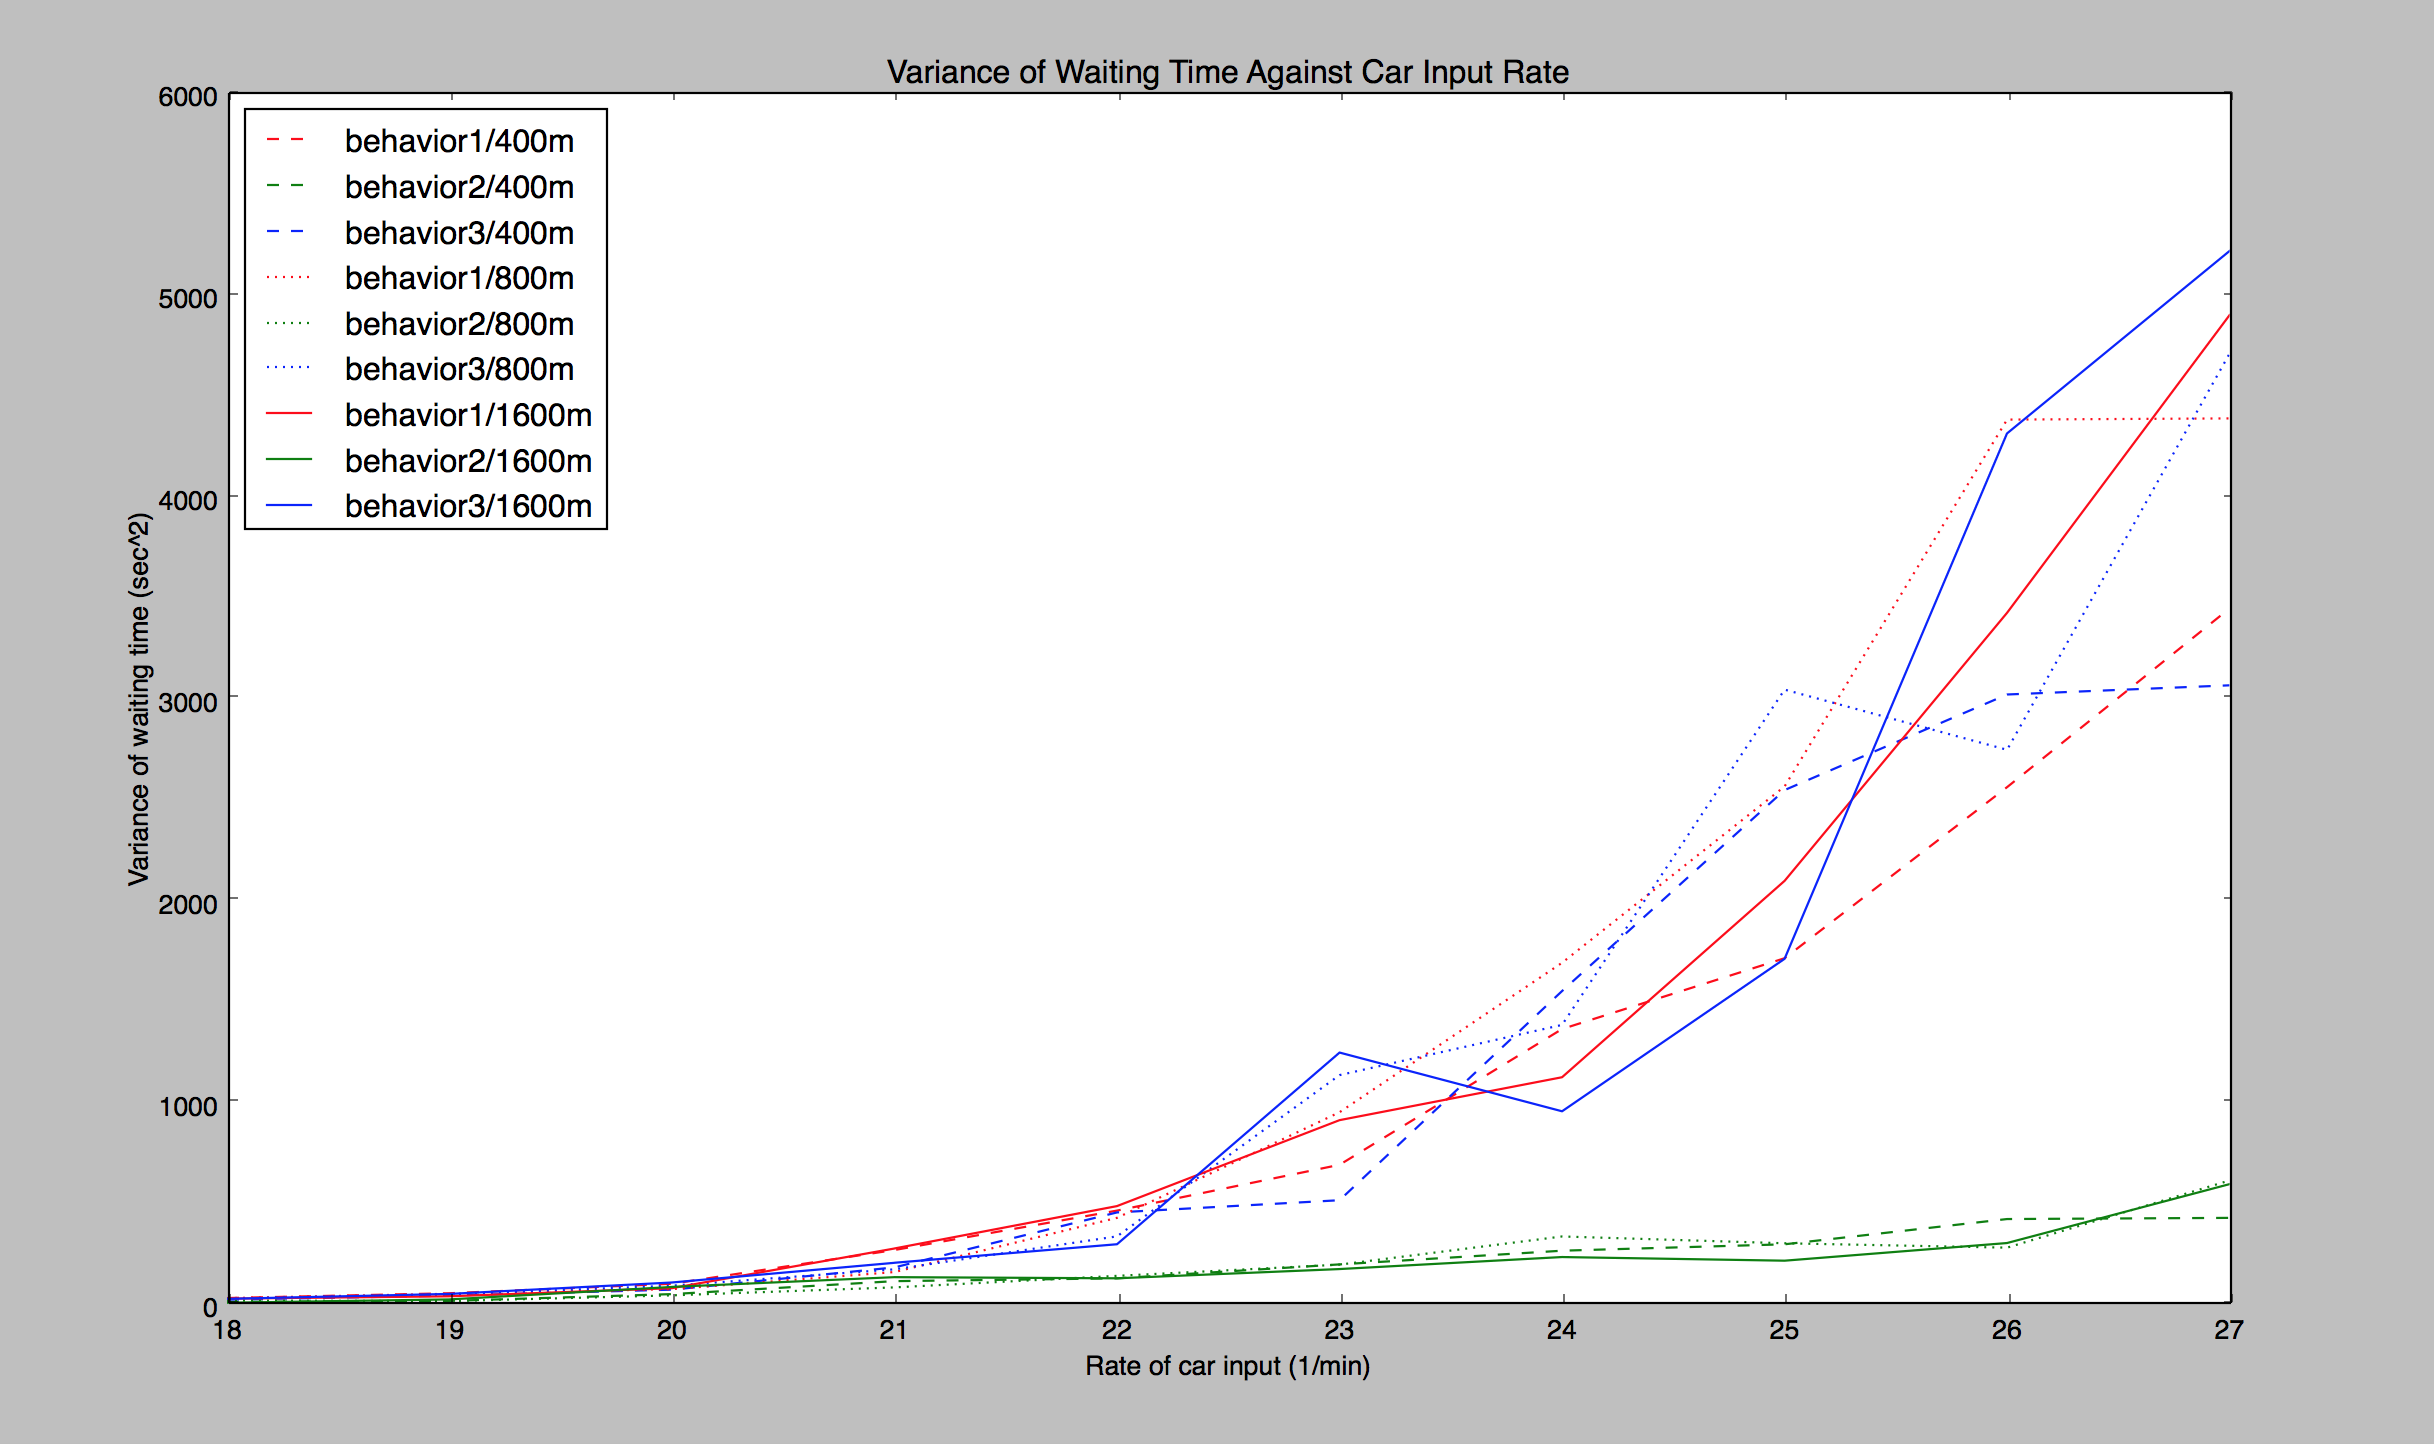 Variance of Waiting Time Against Car Input Rate
6000
5000
4000
3000
2000
1000
0
Variance of waiting time (sec^2)
behavior1/400m
behavior2/400m
behavior3/400m
behavior1/800m
behavior2/800m
behavior3/800m
behavior1/1600m
behavior2/1600m
behavior3/1600m
18 19 20 21 22 23 24 25 26 27
Rate of car input (1/min)